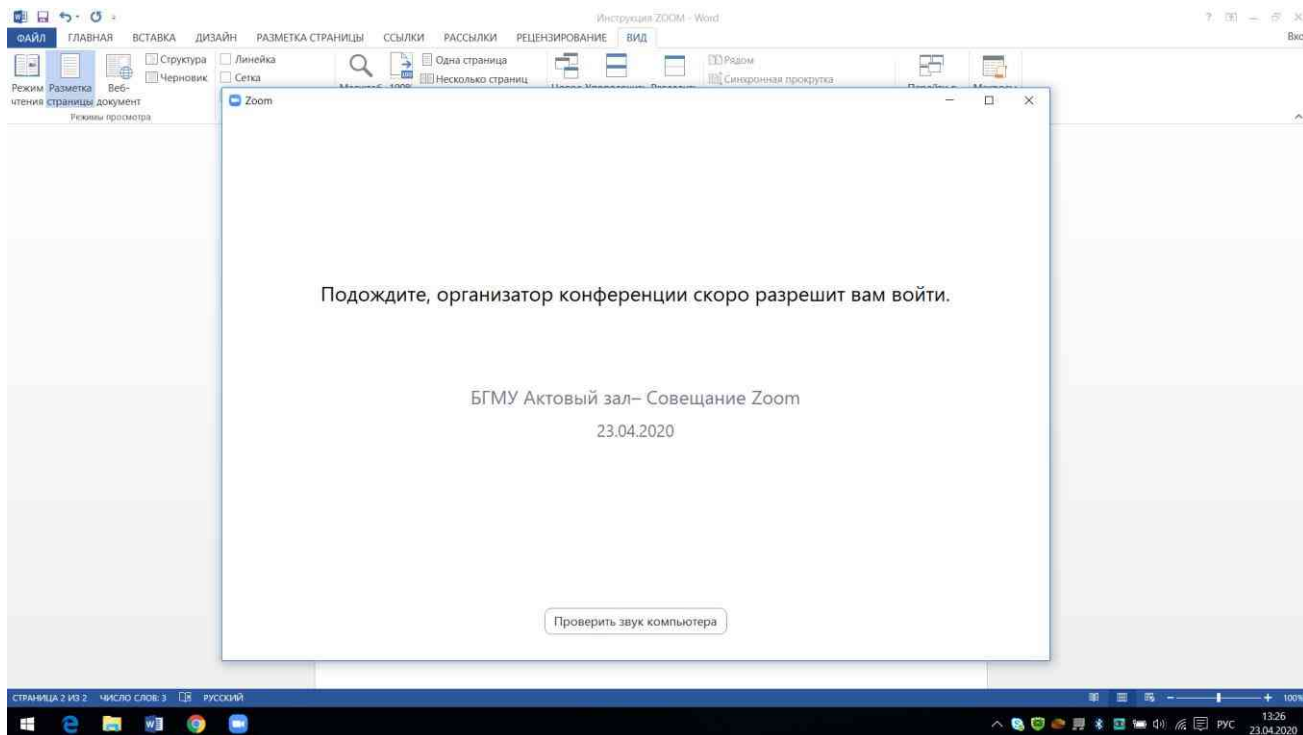 Инструкция ZOOM - Word
ФАЙЛ ГЛАВНАЯ ВСТАВКА ДИЗАЙН РАЗМЕТКА СТРАНИЦЫ ССЫЛКИ РАССЫЛКИ РЕЦЕНЗИРОВАНИЕ ВИД
Структура
Черновик
Линейка
Сетка
Одна страница
Несколько страниц
Рядом
Синхронная прокрутка
Режим чтения
Разметка страницы
Веб-документ
Режимы просмотра
Zoom
Подождите, организатор конференции скоро разрешит вам войти.
БГМУ Актовый зал– Совещание Zoom
23.04.2020
Проверить звук компьютера
СТРАНИЦА 2 ИЗ 2 ЧИСЛО СЛОВ: 3 РУССКИЙ
100%
РУС
13:26
23.04.2020